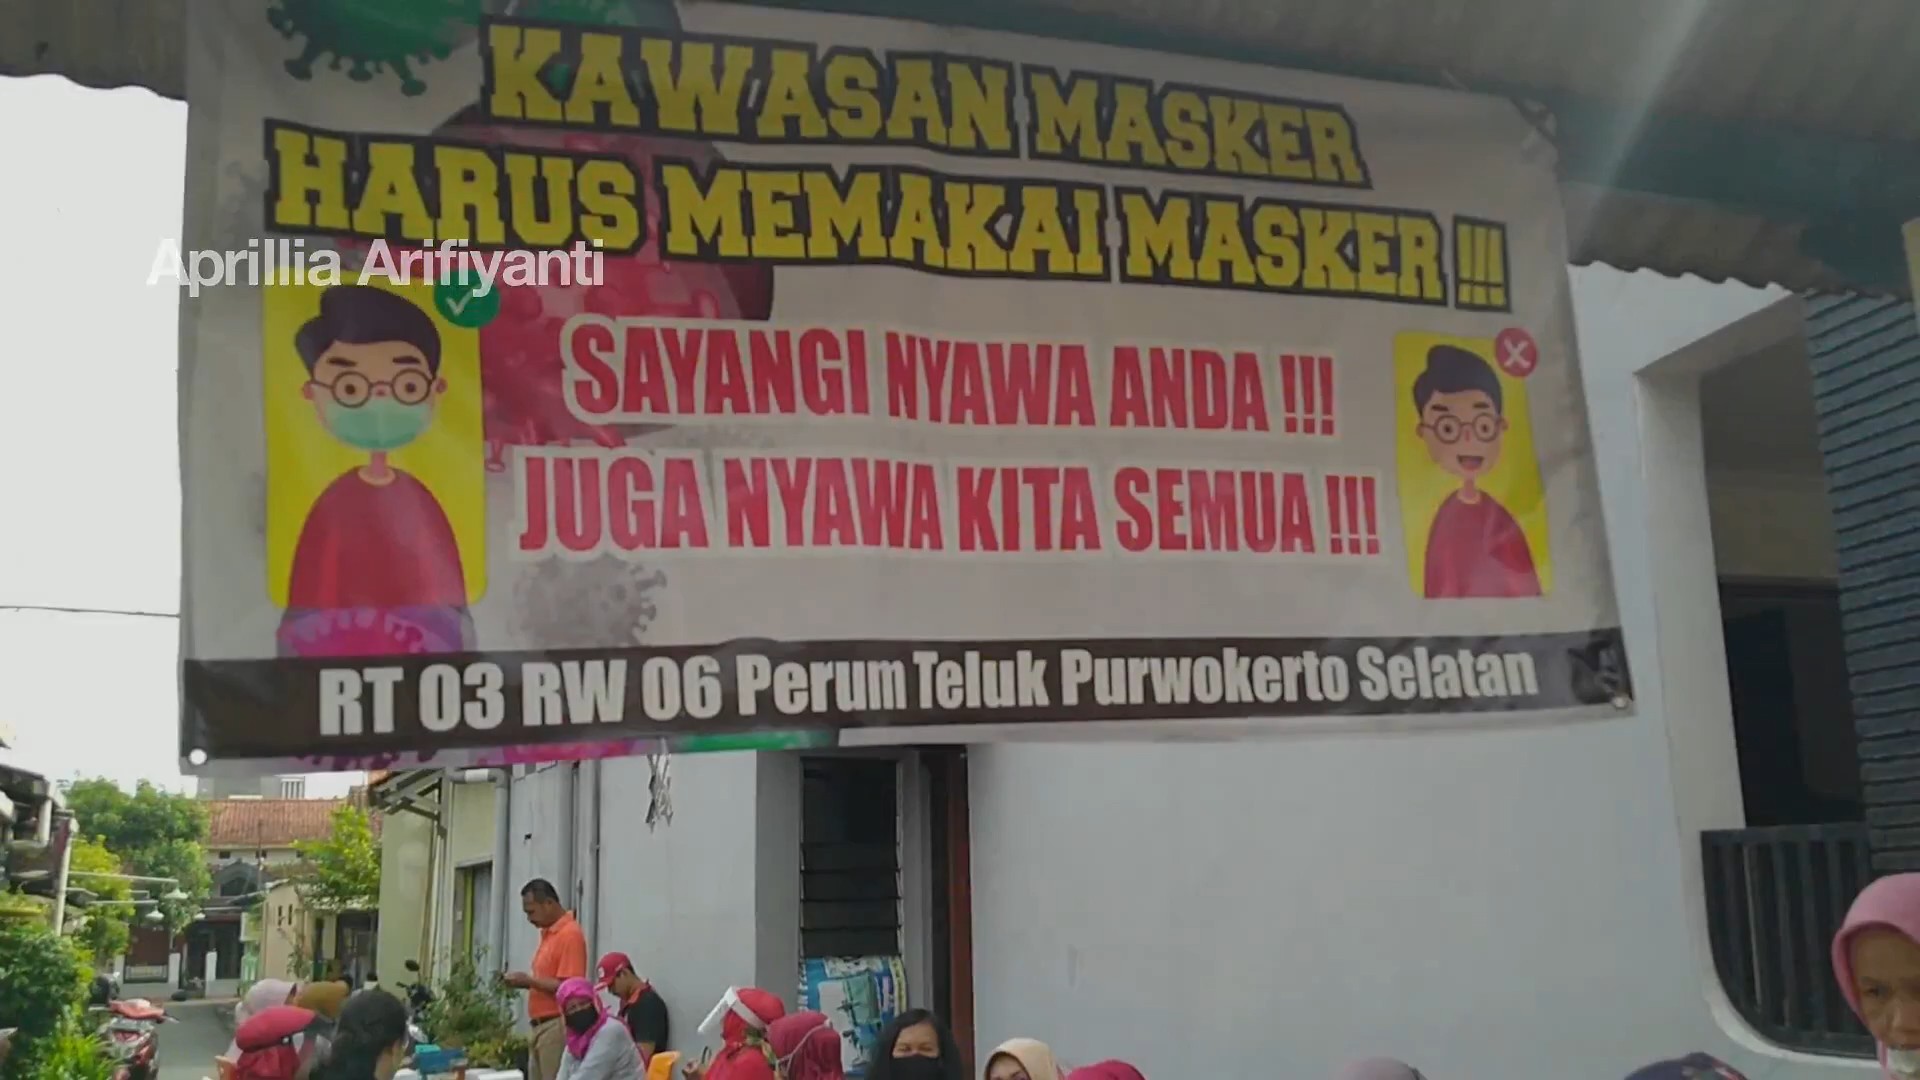 KAWASAN MASKER
HARUS MEMAKAI MASKER !!!
Aprillia Arifiyanti
SAYANGI NYAWA ANDA !!!
JUGA NYAWA KITA SEMUA !!!
RT 03 RW 06 Perum Teluk Purwokerto Selatan